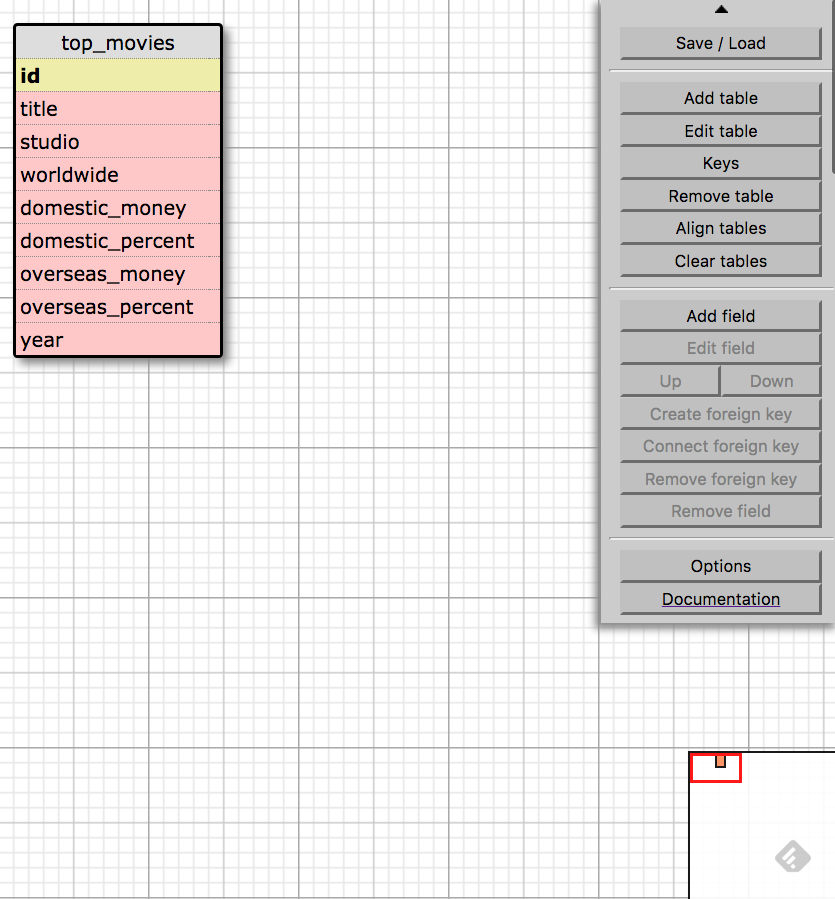 top_movies
id
title
studio
worldwide
domestic_money
domestic_percent
overseas_money
overseas_percent
year
Save / Load
Add table
Edit table
Keys
Remove table
Align tables
Clear tables
Add field
Edit field
Up Down
Create foreign key
Connect foreign key
Remove foreign key
Remove field
Options
Documentation